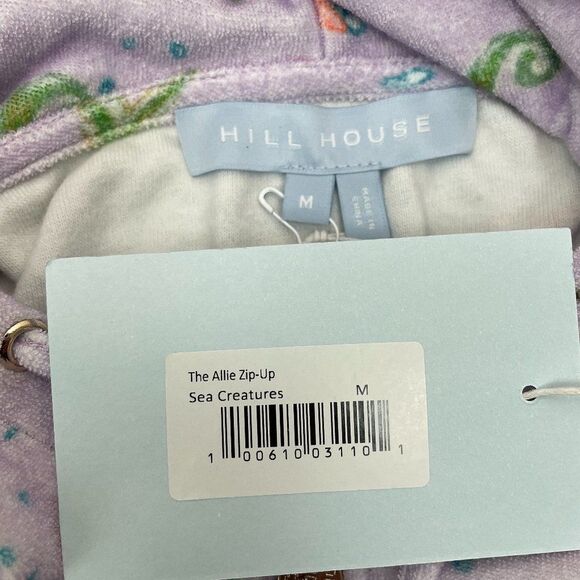 HILL HOUSE
M
MADE IN
CHINA
The Allie Zip-Up
Sea Creatures M
1 00610 03110 1